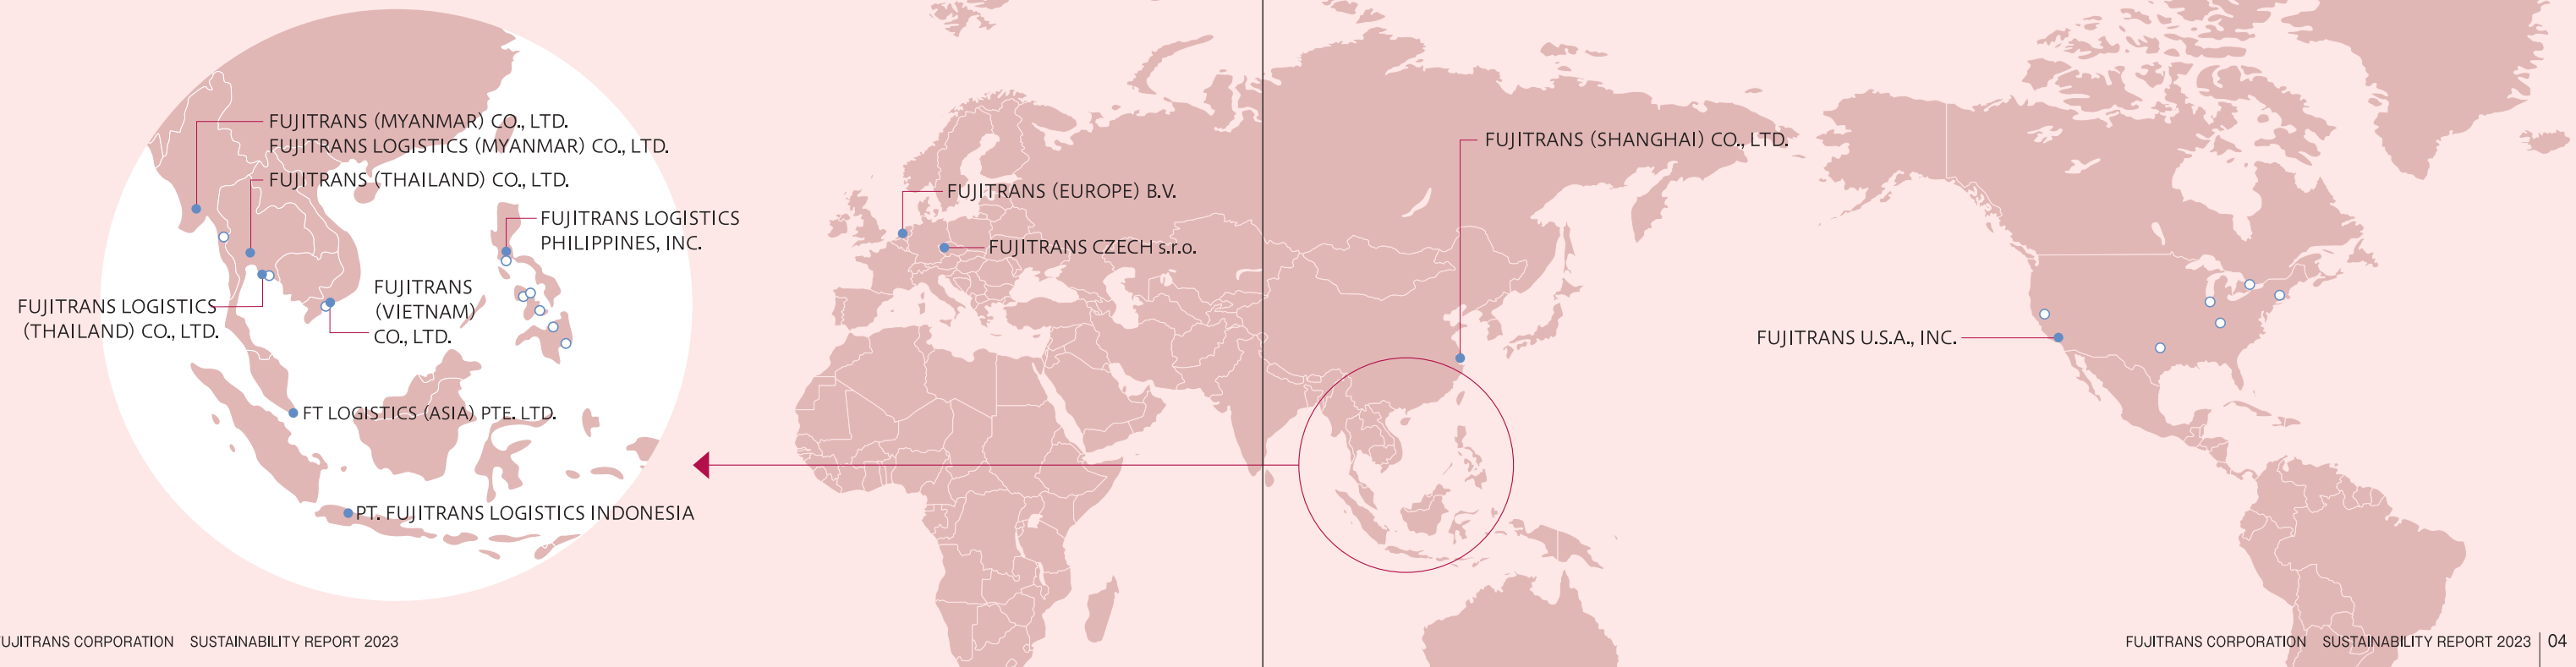 FUJITRANS (MYANMAR) CO., LTD.
FUJITRANS LOGISTICS (MYANMAR) CO., LTD.
FUJITRANS (THAILAND) CO., LTD.
FUJITRANS LOGISTICS
PHILIPPINES, INC.
FUJITRANS LOGISTICS
(THAILAND) CO., LTD.
FUJITRANS
(VIETNAM)
CO., LTD.
FT LOGISTICS (ASIA) PTE. LTD.
PT. FUJITRANS LOGISTICS INDONESIA
FUJITRANS (EUROPE) B.V.
FUJITRANS CZECH s.r.o.
FUJITRANS (SHANGHAI) CO., LTD.
FUJITRANS U.S.A., INC.
UJITRANS CORPORATION SUSTAINABILITY REPORT 2023
FUJITRANS CORPORATION SUSTAINABILITY REPORT 2023 04